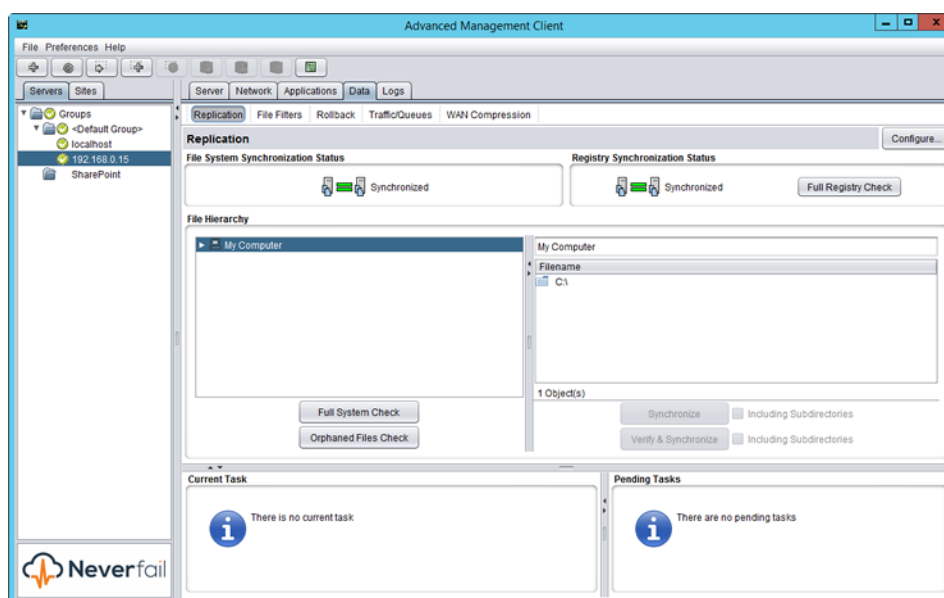 Advanced Management Client
File Preferences Help
Servers Sites
Server Network Applications Data Logs
Groups
<Default Group>
localhost
192.168.0.15
SharePoint
Replication File Filters Rollback Traffic/Queues WAN Compression
Replication Configure...
File System Synchronization Status Registry Synchronization Status
Synchronized Synchronized Full Registry Check
File Hierarchy
My Computer My Computer
Filename
C:\
1 Object(s)
Full System Check Synchronize Including Subdirectories
Orphaned Files Check Verify & Synchronize Including Subdirectories
Current Task Pending Tasks
There is no current task There are no pending tasks
Neverfail